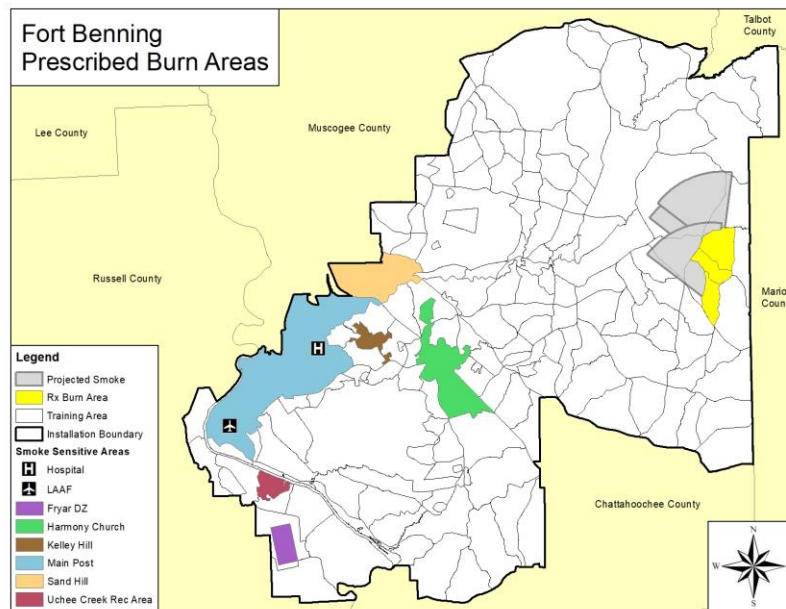 Fort Benning
Prescribed Burn Areas
Talbot
County
Lee County
Muscogee County
Russell County
Chattahoochee County
Legend
Projected Smoke
Rx Burn Area
Training Area
Installation Boundary
Smoke Sensitive Areas
H Hospital
LAAF
Fryar DZ
Harmony Church
Kelley Hill
Main Post
Sand Hill
Uchee Creek Rec Area
H
N
W
E
S